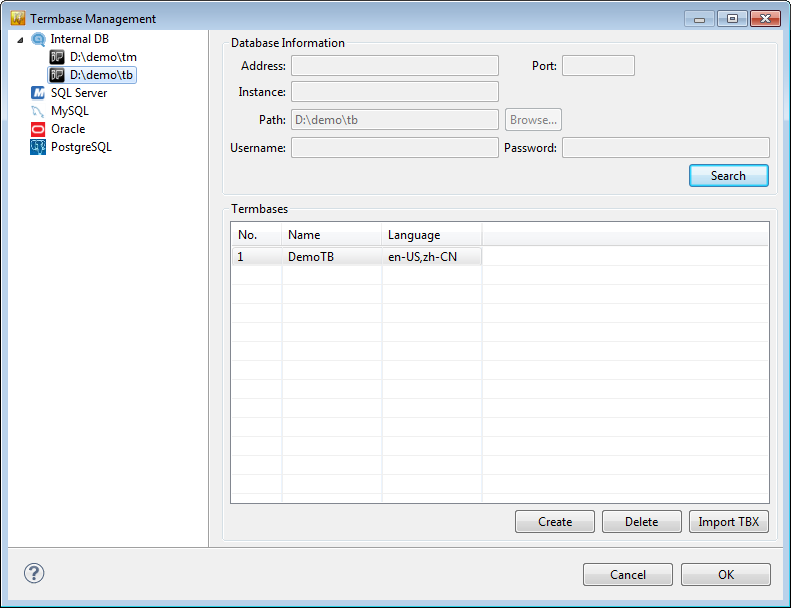 Termbase Management
Internal DB
D:\demo\tm
D:\demo\tb
SQL Server
MySQL
Oracle
PostgreSQL
Database Information
Address: Port:
Instance:
Path: D:\demo\tb Browse...
Username: Password:
Search
Termbases
No. Name Language
1 DemoTB en-US,zh-CN
Create Delete Import TBX
? Cancel OK